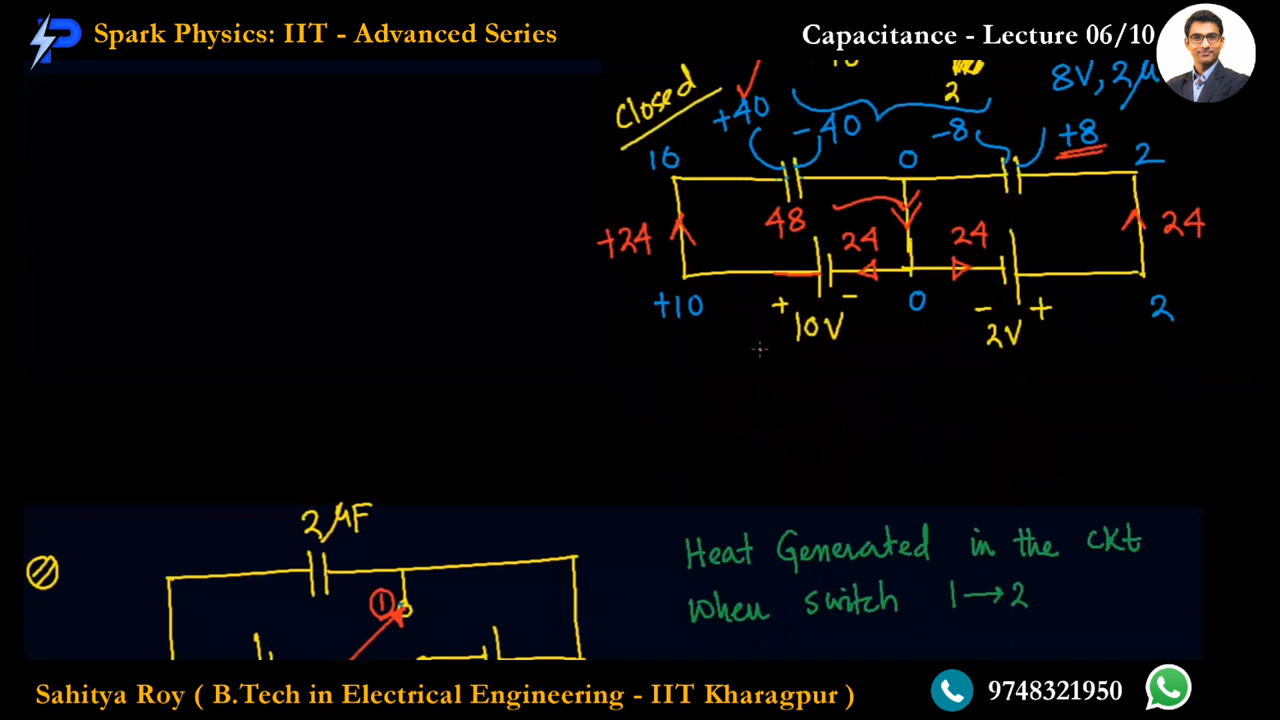 Spark Physics: IIT - Advanced Series
Capacitance - Lecture 06/10
Closed
2
8V, 2μ
+40
-40
-8
+8
16
0
2
+24
48
24
24
24
+10
+
-
0
-
+
2
10V
2V
2μF
①
Heat Generated in the CKT
when switch 1→2
Sahitya Roy ( B.Tech in Electrical Engineering - IIT Kharagpur )
9748321950